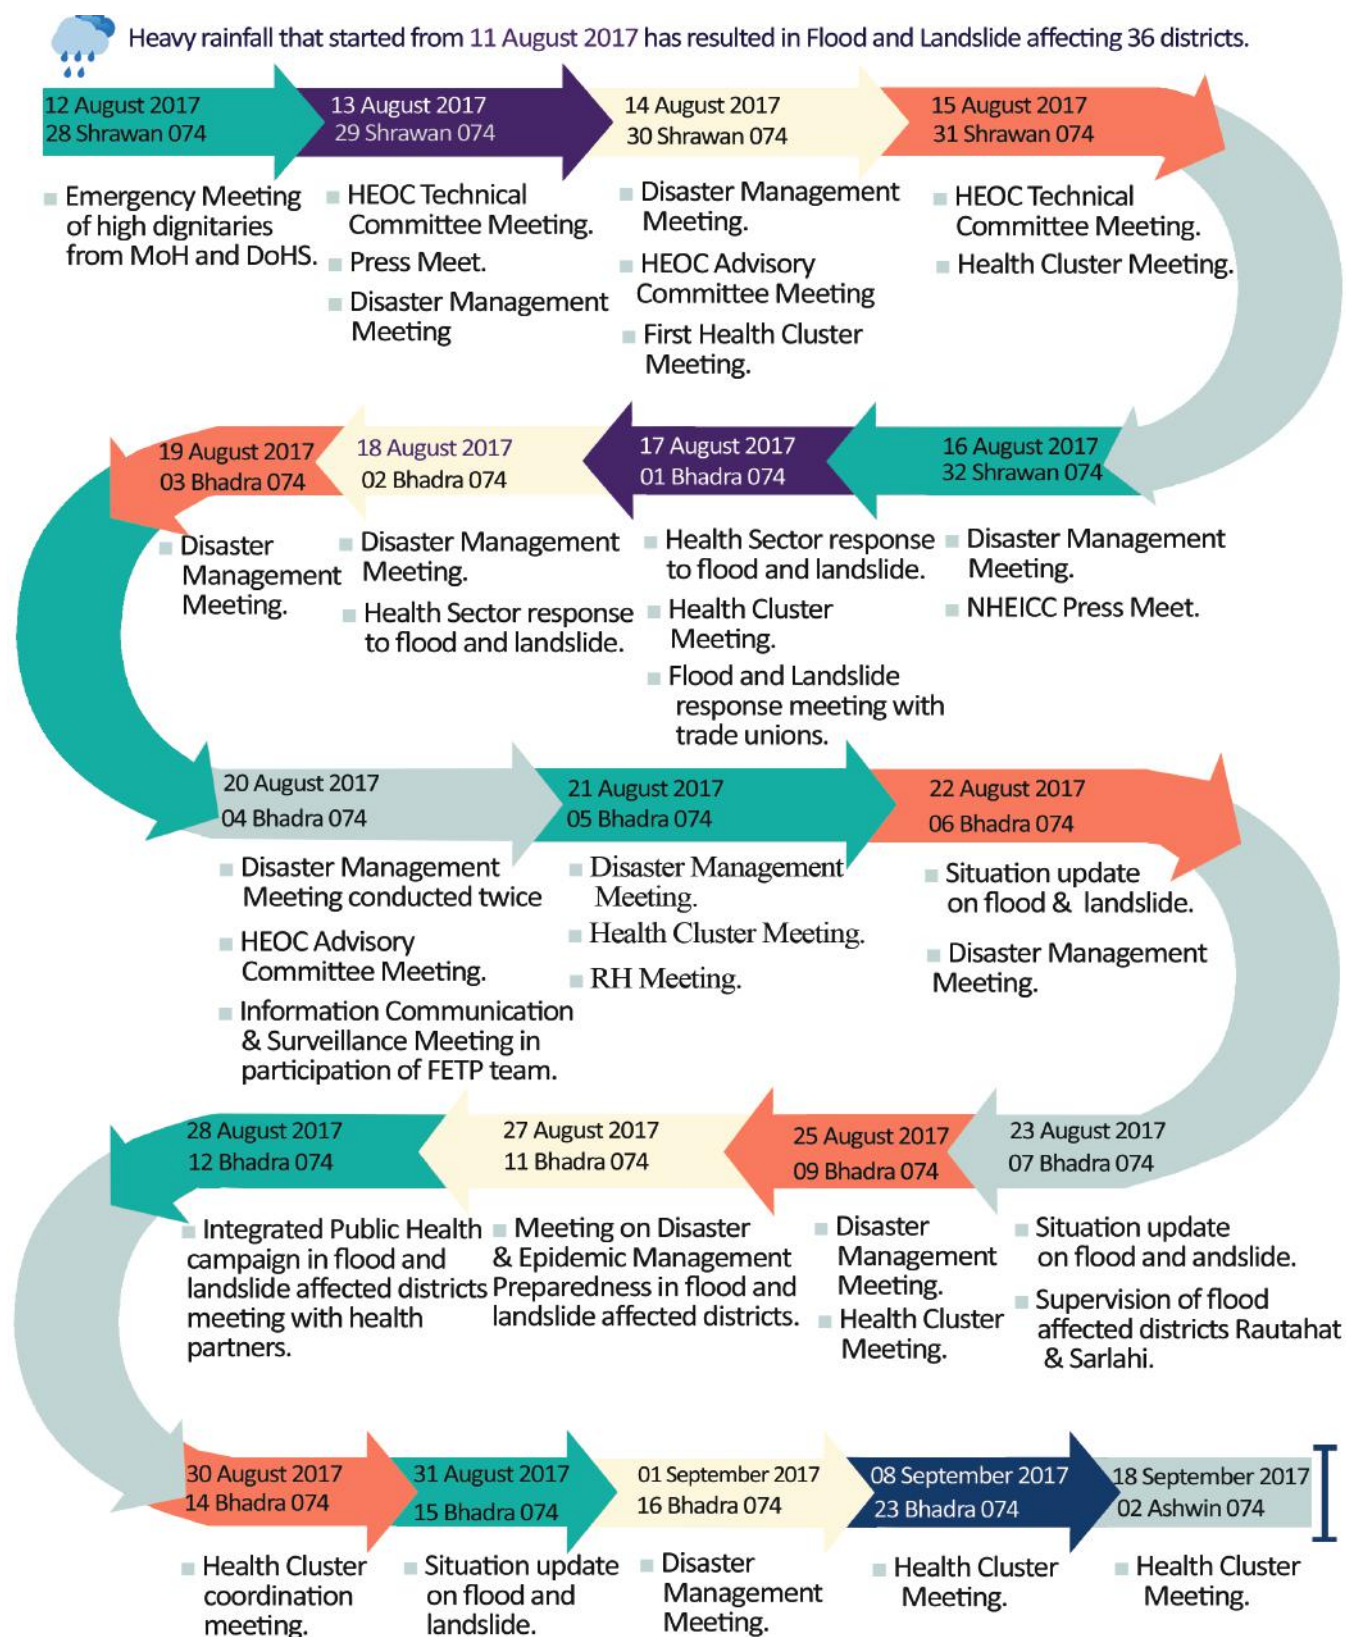 Heavy rainfall that started from 11 August 2017 has resulted in Flood and Landslide affecting 36 districts.
12 August 2017
28 Shrawan 074
Emergency Meeting
of high dignitaries
from MoH and DoHS.
13 August 2017
29 Shrawan 074
HEOC Technical
Committee Meeting.
Press Meet.
Disaster Management
Meeting
14 August 2017
30 Shrawan 074
Disaster Management
Meeting.
HEOC Advisory
Committee Meeting
First Health Cluster
Meeting.
15 August 2017
31 Shrawan 074
HEOC Technical
Committee Meeting.
Health Cluster Meeting.
16 August 2017
32 Shrawan 074
Disaster Management
Meeting.
NHEICC Press Meet.
17 August 2017
01 Bhadra 074
Health Sector response
to flood and landslide.
Health Cluster
Meeting.
Flood and Landslide
response meeting with
trade unions.
18 August 2017
02 Bhadra 074
Disaster Management
Meeting.
Health Sector response
to flood and landslide.
19 August 2017
03 Bhadra 074
Disaster
Management
Meeting.
20 August 2017
04 Bhadra 074
Disaster Management
Meeting conducted twice
HEOC Advisory
Committee Meeting.
Information Communication
& Surveillance Meeting in
participation of FETP team.
21 August 2017
05 Bhadra 074
Disaster Management
Meeting.
Health Cluster Meeting.
RH Meeting.
22 August 2017
06 Bhadra 074
Situation update
on flood & landslide.
Disaster Management
Meeting.
23 August 2017
07 Bhadra 074
Situation update
on flood and andslide.
Supervision of flood
affected districts Rautahat
& Sarlahi.
25 August 2017
09 Bhadra 074
Disaster
Management
Meeting.
Health Cluster
Meeting.
27 August 2017
11 Bhadra 074
Meeting on Disaster
& Epidemic Management
Preparedness in flood and
landslide affected districts.
28 August 2017
12 Bhadra 074
Integrated Public Health
campaign in flood and
landslide affected districts
meeting with health
partners.
30 August 2017
14 Bhadra 074
Health Cluster
coordination
meeting.
31 August 2017
15 Bhadra 074
Situation update
on flood and
landslide.
01 September 2017
16 Bhadra 074
Disaster
Management
Meeting.
08 September 2017
23 Bhadra 074
Health Cluster
Meeting.
18 September 2017
02 Ashwin 074
Health Cluster
Meeting.